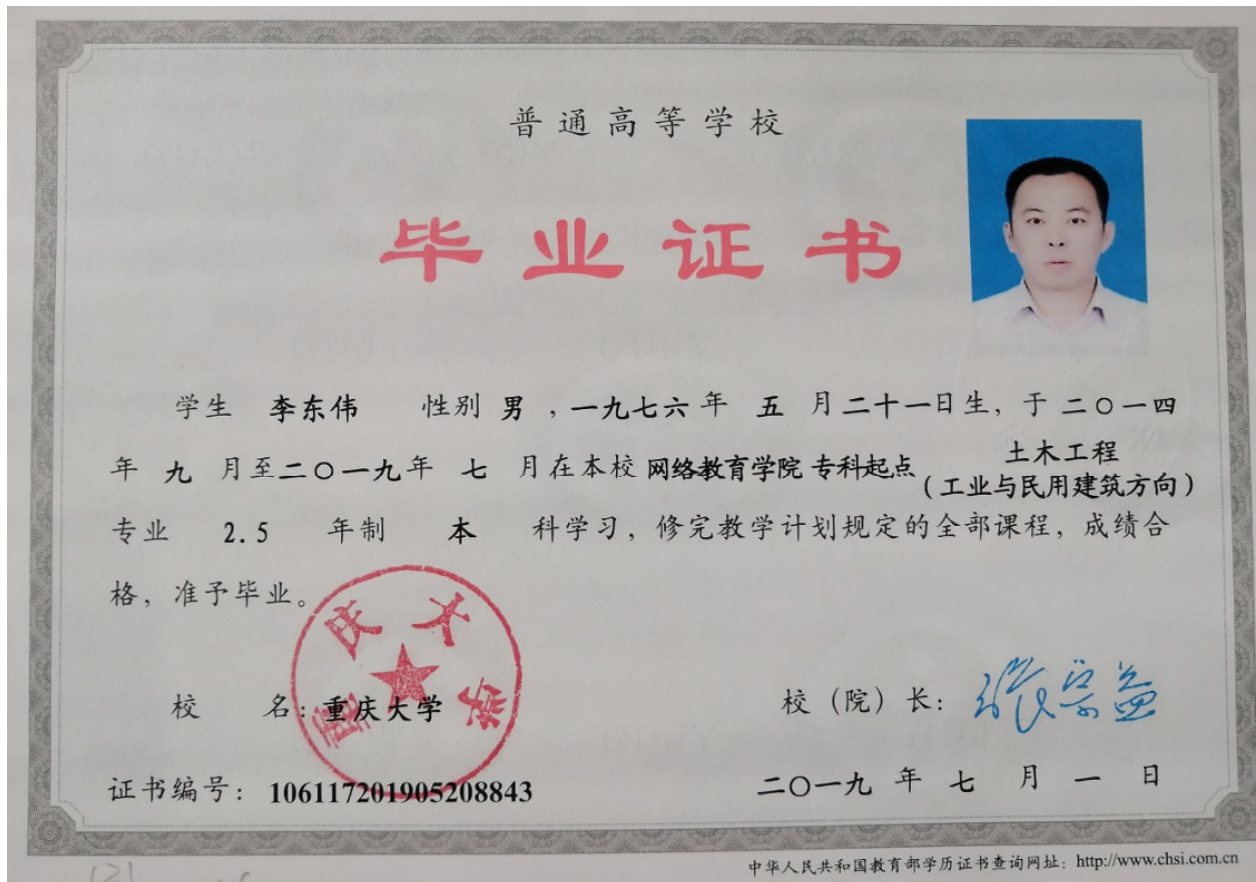 普通高等学校
毕业证书
学生 李东伟 性别 男 ，一九七六 年 五 月二十一日生，于 二〇一四
年 九 月至二〇一九年 七 月在本校 网络教育学院 专科起点 土木工程
（工业与民用建筑方向）
专业 2.5 年制 本 科学习，修完教学计划规定的全部课程，成绩合
格，准予毕业。
重庆大学
校 名：重庆大学
校（院）长：张宗益
证书编号：106117201905208843
二〇一九 年 七 月 一 日
中华人民共和国教育部学历证书查询网址：http://www.chsi.com.cn